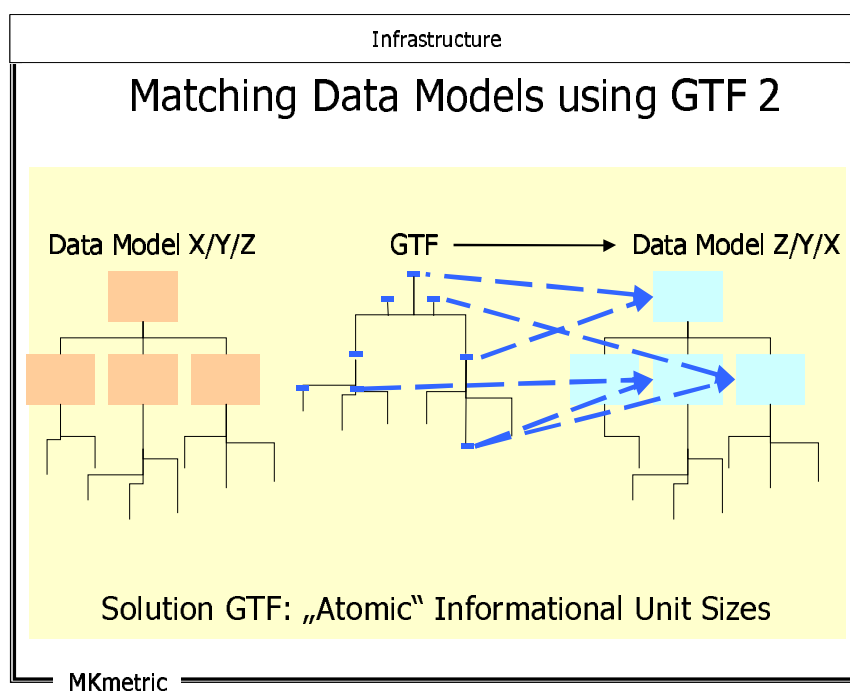 Infrastructure
Matching Data Models using GTF 2
Data Model X/Y/Z
GTF
Data Model Z/Y/X
Solution GTF: „Atomic“ Informational Unit Sizes
MKmetric